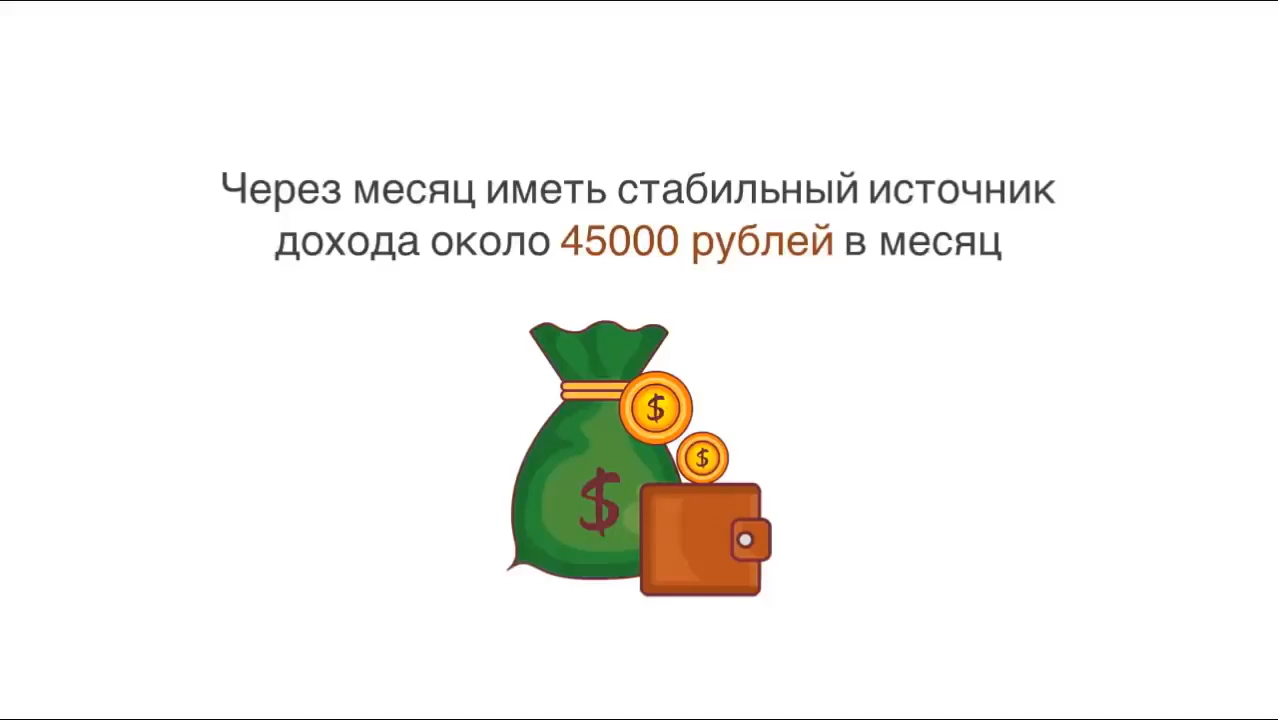 Через месяц иметь стабильный источник
дохода около 45000 рублей в месяц
$
$
$